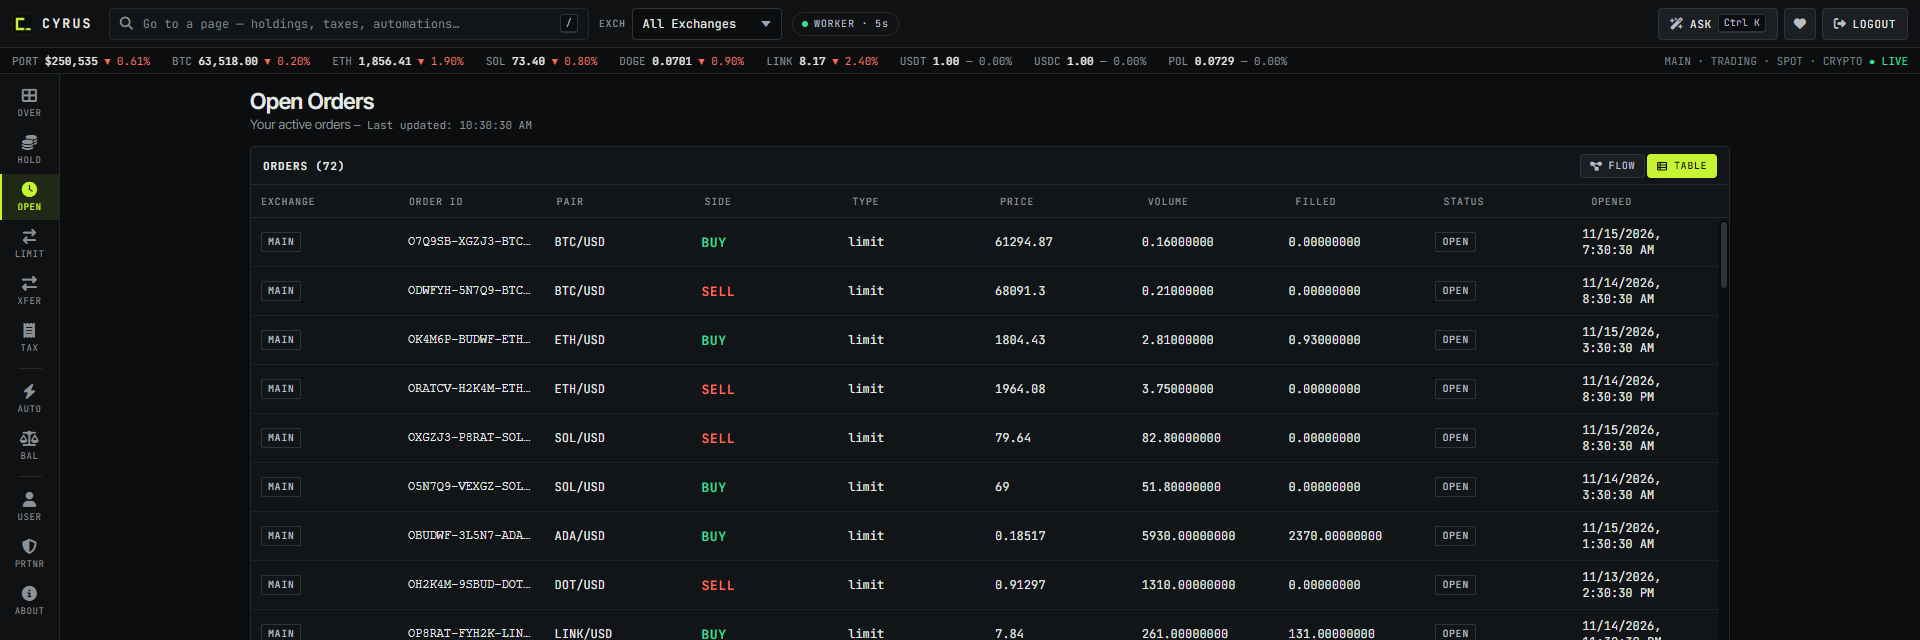 CYRUS Go to a page – holdings, taxes, automations… / EXCH All Exchanges WORKER · 5s ASK Ctrl K LOGOUT
PORT $250,535 ▼ 0.61% BTC 63,518.00 ▼ 0.20% ETH 1,856.41 ▼ 1.90% SOL 73.40 ▼ 0.80% DOGE 0.0701 ▼ 0.90% LINK 8.17 ▼ 2.40% USDT 1.00 — 0.00% USDC 1.00 — 0.00% POL 0.0729 — 0.00% MAIN · TRADING · SPOT · CRYPTO ● LIVE
OVER
HOLD
OPEN
LIMIT
XFER
TAX
AUTO
BAL
USER
PRTNR
ABOUT
Open Orders
Your active orders – Last updated: 10:30:30 AM
ORDERS (72) FLOW TABLE
EXCHANGE ORDER ID PAIR SIDE TYPE PRICE VOLUME FILLED STATUS OPENED
MAIN O7Q9SB-XGZJ3-BTC… BTC/USD BUY limit 61294.87 0.16000000 0.00000000 OPEN 11/15/2026,
7:30:30 AM
MAIN ODWFYH-5N7Q9-BTC… BTC/USD SELL limit 68091.3 0.21000000 0.00000000 OPEN 11/14/2026,
8:30:30 AM
MAIN OK4M6P-BUDWF-ETH… ETH/USD BUY limit 1804.43 2.81000000 0.93000000 OPEN 11/15/2026,
3:30:30 AM
MAIN ORATCV-H2K4M-ETH… ETH/USD SELL limit 1964.08 3.75000000 0.00000000 OPEN 11/14/2026,
8:30:30 PM
MAIN OXGZJ3-P8RAT-SOL… SOL/USD SELL limit 79.64 82.80000000 0.00000000 OPEN 11/15/2026,
8:30:30 AM
MAIN O5N7Q9-VEXGZ-SOL… SOL/USD BUY limit 69 51.80000000 0.00000000 OPEN 11/14/2026,
3:30:30 AM
MAIN OBUDWF-3L5N7-ADA… ADA/USD BUY limit 0.18517 5930.00000000 2370.00000000 OPEN 11/15/2026,
1:30:30 AM
MAIN OH2K4M-9SBUD-DOT… DOT/USD SELL limit 0.91297 1310.00000000 0.00000000 OPEN 11/13/2026,
2:30:30 PM
MAIN OP8RAT-FYH2K-LIN… LINK/USD BUY limit 7.84 261.00000000 131.00000000 OPEN 11/14/2026,